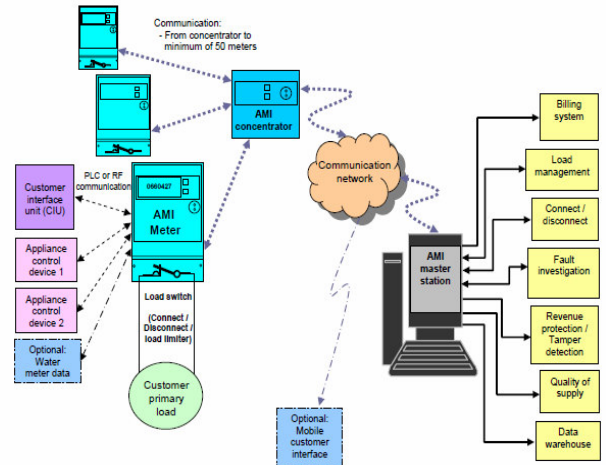 Communication:
- From concentrator to
minimum of 50 meters
AMI
concentrator
Communication
network
PLC or RF
communication
Customer
interface
unit (CIU)
0660427
AMI
Meter
Appliance
control
device 1
Appliance
control
device 2
Optional:
Water
meter data
Load switch
(Connect /
Disconnect /
load limiter)
Customer
primary
load
Optional:
Mobile
customer
interface
AMI
master
station
Billing
system
Load
management
Connect /
disconnect
Fault
investigation
Revenue
protection /
Tamper
detection
Quality of
supply
Data
warehouse